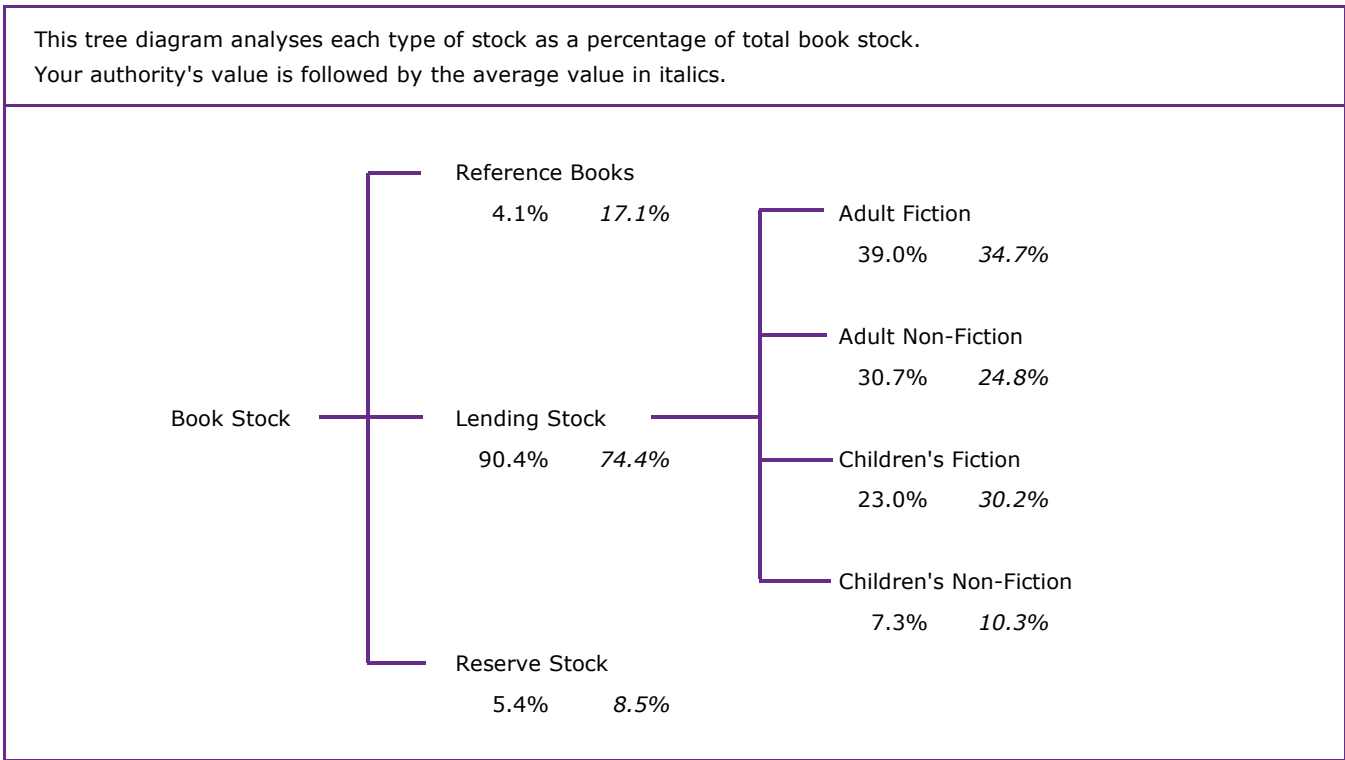 This tree diagram analyses each type of stock as a percentage of total book stock.
Your authority's value is followed by the average value in italics.
Reference Books
4.1% 17.1%
Adult Fiction
39.0% 34.7%
Adult Non-Fiction
30.7% 24.8%
Book Stock
Lending Stock
90.4% 74.4%
Children's Fiction
23.0% 30.2%
Children's Non-Fiction
7.3% 10.3%
Reserve Stock
5.4% 8.5%